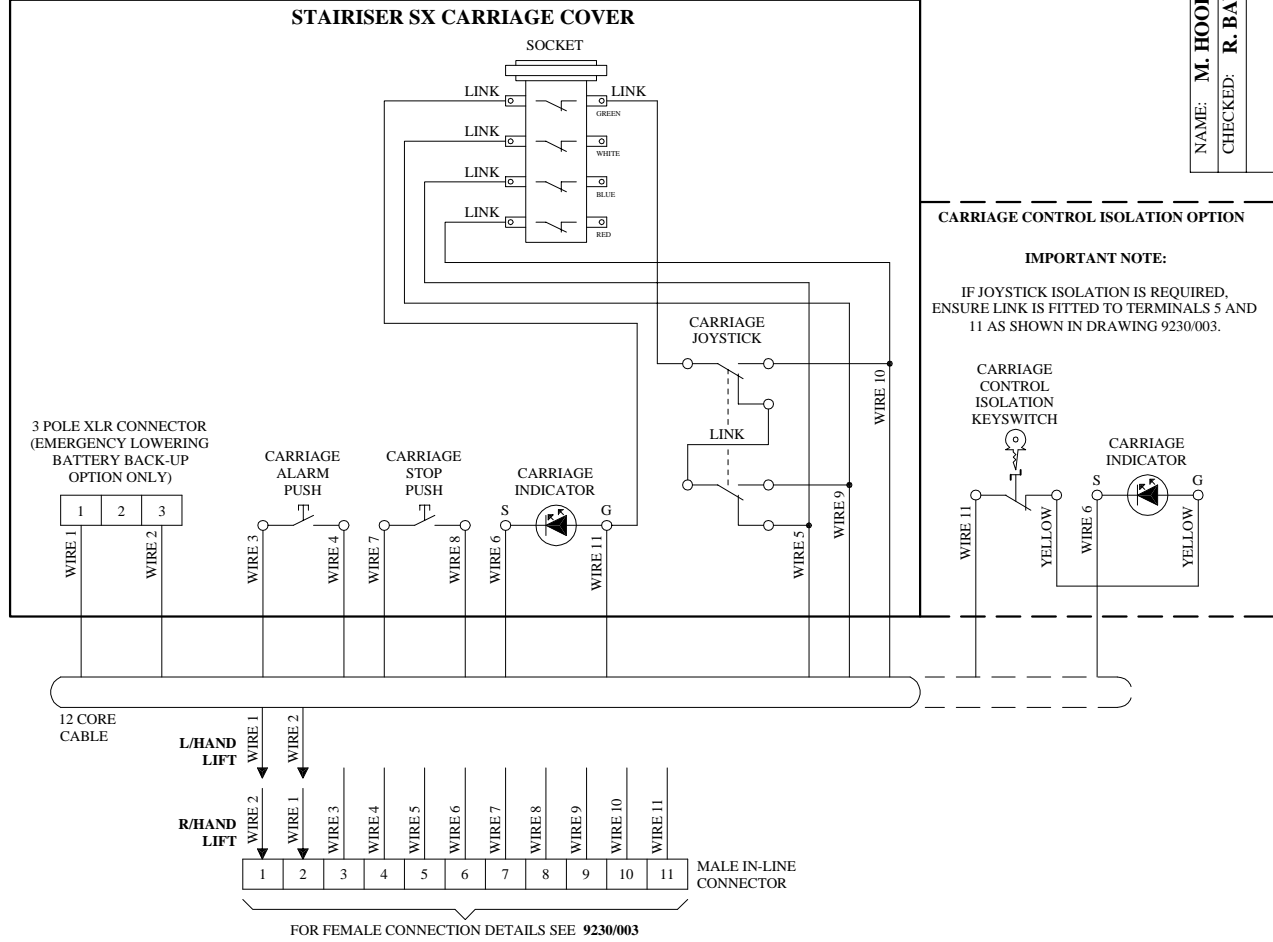 STAIRISER SX CARRIAGE COVER
SOCKET
LINK
LINK
GREEN
LINK
WHITE
LINK
BLUE
LINK
RED
CARRIAGE
JOYSTICK
LINK
WIRE 10
WIRE 9
WIRE 5
3 POLE XLR CONNECTOR
(EMERGENCY LOWERING
BATTERY BACK-UP
OPTION ONLY)
1 2 3
WIRE 1
WIRE 2
CARRIAGE
ALARM
PUSH
WIRE 3
WIRE 4
CARRIAGE
STOP
PUSH
WIRE 7
WIRE 8
CARRIAGE
INDICATOR
S G
WIRE 6
WIRE 11
NAME: M. HOOD
CHECKED: R. BA
CARRIAGE CONTROL ISOLATION OPTION
IMPORTANT NOTE:
IF JOYSTICK ISOLATION IS REQUIRED,
ENSURE LINK IS FITTED TO TERMINALS 5 AND
11 AS SHOWN IN DRAWING 9230/003.
CARRIAGE
CONTROL
ISOLATION
KEYSWITCH
WIRE 11
YELLOW
CARRIAGE
INDICATOR
S G
WIRE 6
YELLOW
12 CORE
CABLE
L/HAND
LIFT
WIRE 1
WIRE 2
R/HAND
LIFT
WIRE 2
WIRE 1
WIRE 3
WIRE 4
WIRE 5
WIRE 6
WIRE 7
WIRE 8
WIRE 9
WIRE 10
WIRE 11
1 2 3 4 5 6 7 8 9 10 11
MALE IN-LINE
CONNECTOR
FOR FEMALE CONNECTION DETAILS SEE 9230/003